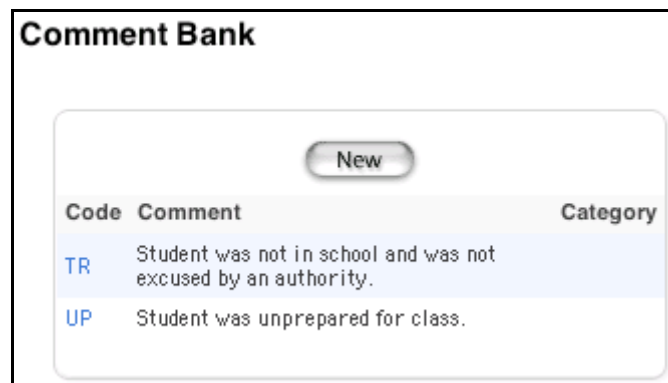 Comment Bank
New
Code Comment Category
TR Student was not in school and was not
excused by an authority.
UP Student was unprepared for class.